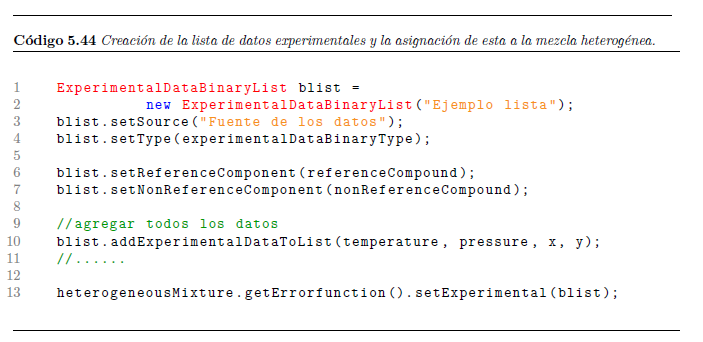 Código 5.44 Creación de la lista de datos experimentales y la asignación de esta a la mezcla heterogénea.
1 ExperimentalDataBinaryList blist =
2 new ExperimentalDataBinaryList("Ejemplo lista");
3 blist.setSource("Fuente de los datos");
4 blist.setType(experimentalDataBinaryType);
5
6 blist.setReferenceComponent(referenceCompound);
7 blist.setNonReferenceComponent(nonReferenceCompound);
8
9 //agregar todos los datos
10 blist.addExperimentalDataToList(temperature, pressure, x, y);
11 //......
12
13 heterogeneousMixture.getErrorfunction().setExperimental(blist);